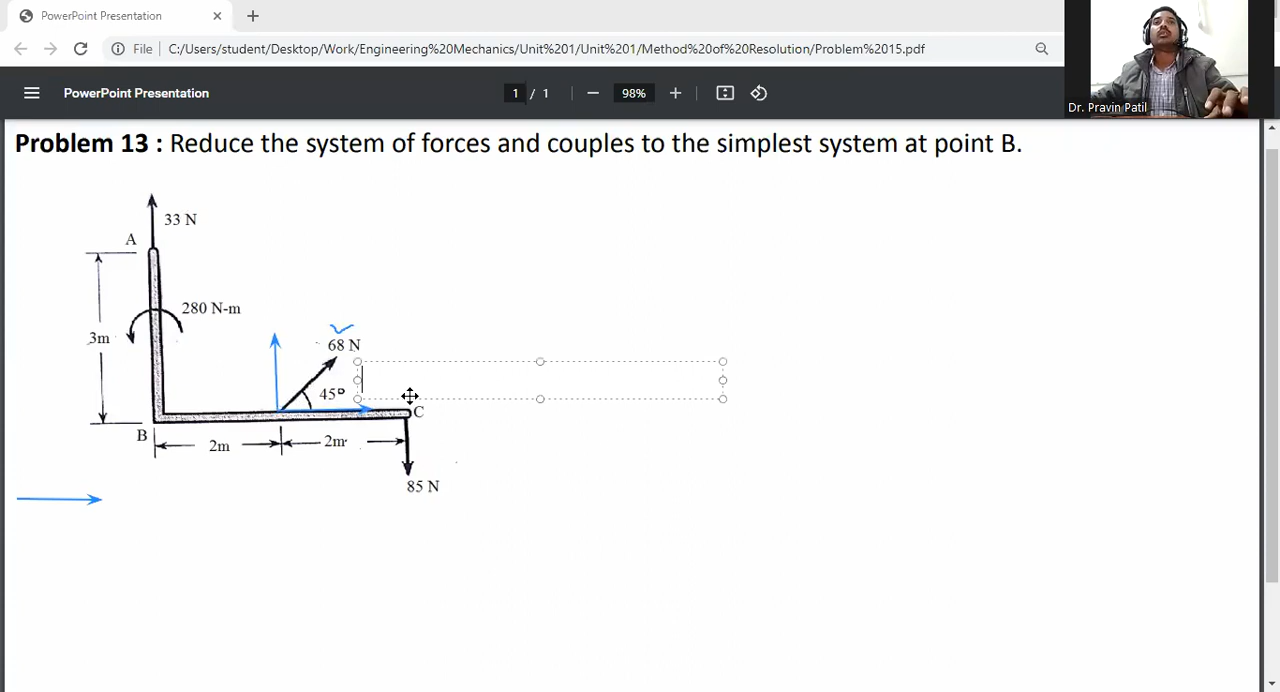 PowerPoint Presentation
File
C:/Users/student/Desktop/Work/Engineering%20Mechanics/Unit%201/Unit%201/Method%20of%20Resolution/Problem%2015.pdf
PowerPoint Presentation
1 / 1
98%
Dr. Pravin Patil
Problem 13 : Reduce the system of forces and couples to the simplest system at point B.
33 N
A
280 N-m
3m
68 N
45°
C
B
2m
2m
85 N